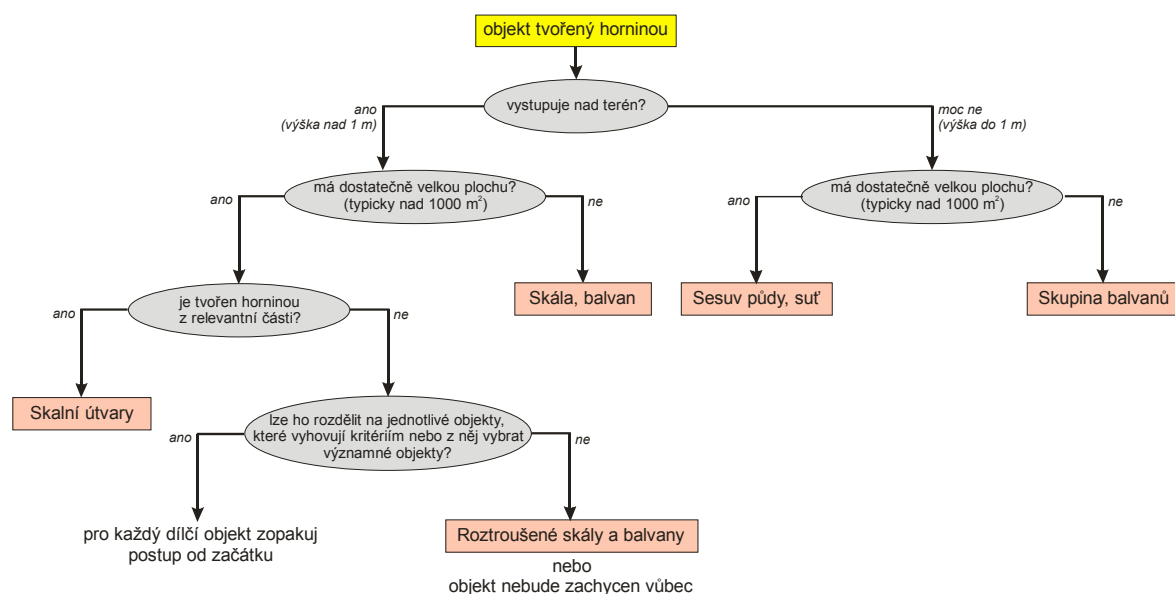 objekt tvořený horninou
vystupuje nad terén?
ano
(výška nad 1 m)
moc ne
(výška do 1 m)
má dostatečně velkou plochu?
(typicky nad 1000 m²)
ano
ne
má dostatečně velkou plochu?
(typicky nad 1000 m²)
ano
ne
je tvořen horninou
z relevantní části?
ano
ne
Skála, balvan
Sesuv půdy, suť
Skupina balvanů
Skalní útvary
lze ho rozdělit na jednotlivé objekty,
které vyhovují kritériím nebo z něj vybrat
významné objekty?
ano
ne
pro každý dílčí objekt zopakuj
postup od začátku
Roztroušené skály a balvany
nebo
objekt nebude zachycen vůbec